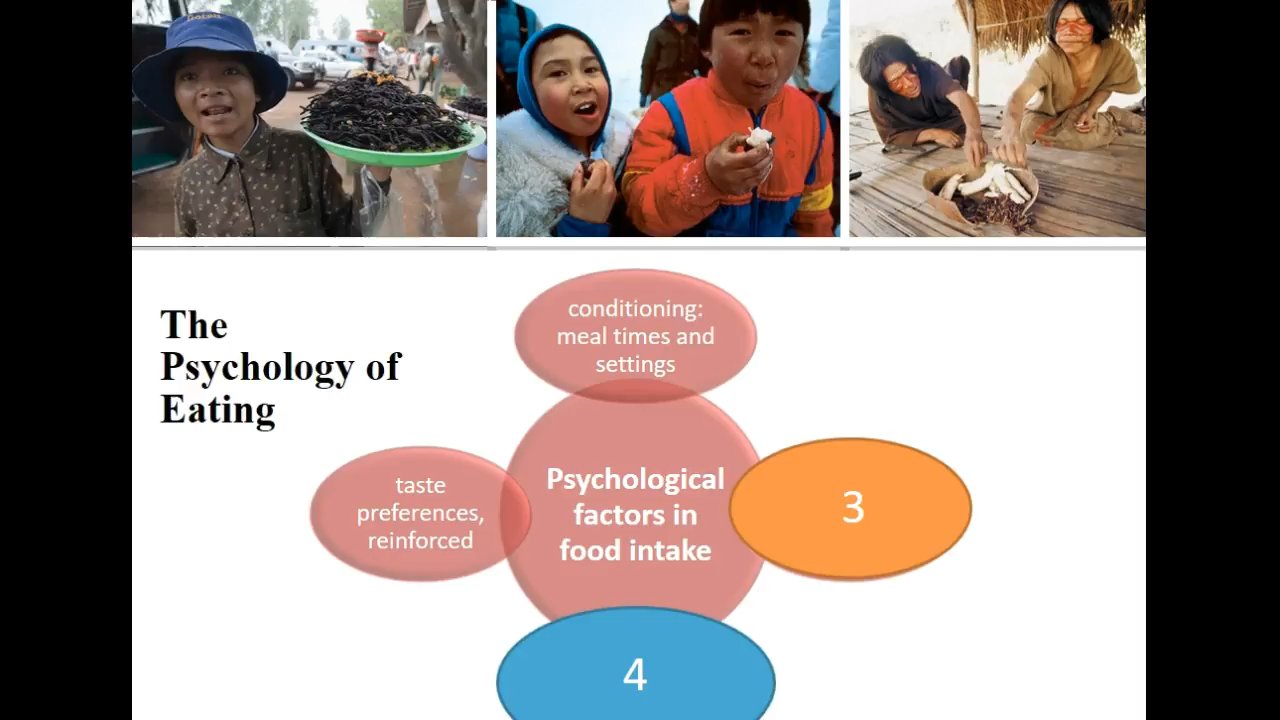 The
Psychology of
Eating
conditioning:
meal times and
settings
taste
preferences,
reinforced
Psychological
factors in
food intake
3
4